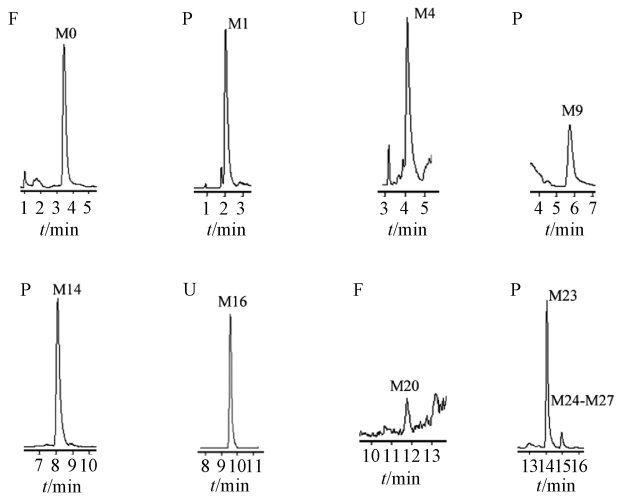 F
M0
1 2 3 4 5
t/min
P
M1
1 2 3
t/min
U
M4
3 4 5
t/min
P
M9
4 5 6 7
t/min
P
M14
7 8 9 10
t/min
U
M16
8 9 10 11
t/min
F
M20
10 11 12 13
t/min
P
M23
M24-M27
13 14 15 16
t/min